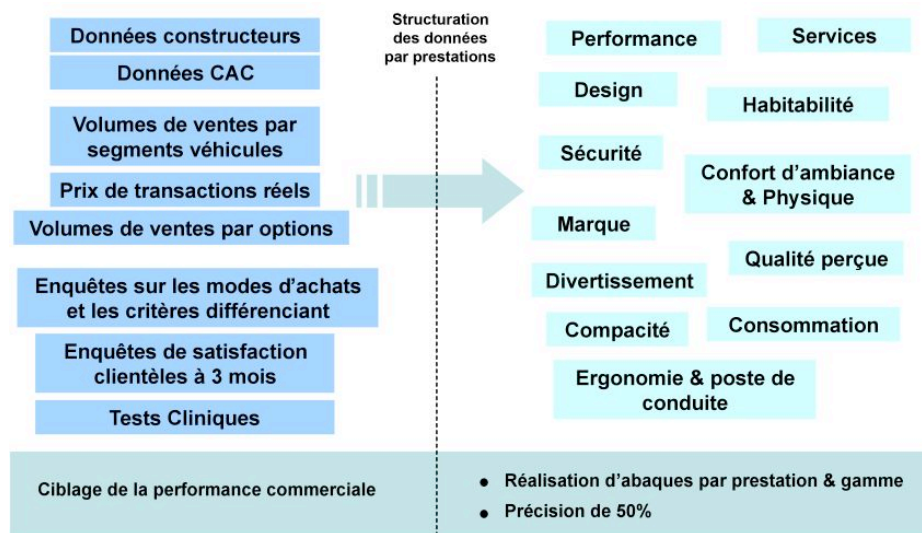 Données constructeurs
Données CAC
Volumes de ventes par
segments véhicules
Prix de transactions réels
Volumes de ventes par options
Enquêtes sur les modes d'achats
et les critères différenciant
Enquêtes de satisfaction
clientèles à 3 mois
Tests Cliniques
Ciblage de la performance commerciale
Structuration
des données
par prestations
Performance
Services
Design
Habitabilité
Sécurité
Confort d'ambiance
& Physique
Marque
Qualité perçue
Divertissement
Compacité
Consommation
Ergonomie & poste de
conduite
• Réalisation d'abaques par prestation & gamme
• Précision de 50%